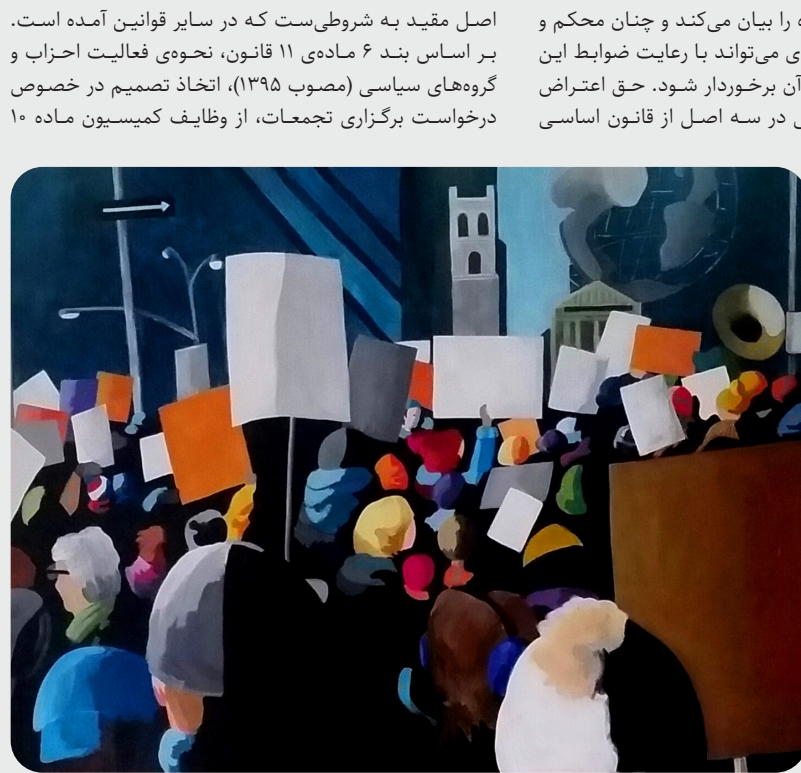 را بیان می‌کند و چنان محکم و
می‌تواند با رعایت ضوابط این
آن برخوردار شود. حق اعتراض
در سه اصل از قانون اساسی
اصل مقید به شروطی‌ست که در سایر قوانین آمده است.
بر اساس بند ۶ ماده‌ی ۱۱ قانون، نحوه‌ی فعالیت احزاب و
گروه‌های سیاسی (مصوب ۱۳۹۵)، اتخاذ تصمیم در خصوص
درخواست برگزاری تجمعات، از وظایف کمیسیون ماده ۱۰